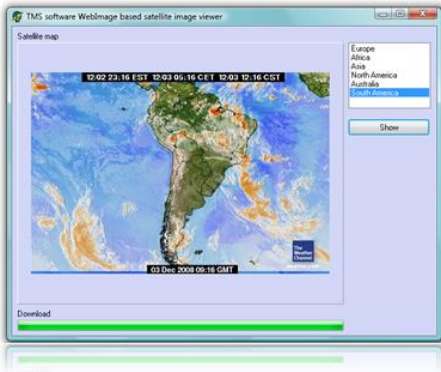 TMS software WebImage based satellite image viewer
Satellite map
Europe
Africa
Asia
North America
Australia
South America
Show
12:02 23:16 EST 12:03 05:16 CET 12:03 12:16 CST
The
Weather
Channel
weather.com
03 Dec 2008 09:16 GMT
Download